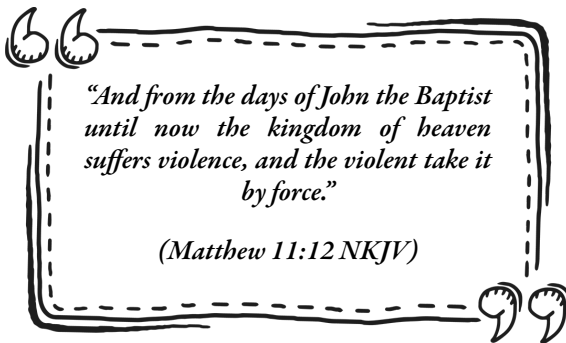 “And from the days of John the Baptist
until now the kingdom of heaven
suffers violence, and the violent take it
by force.”
(Matthew 11:12 NKJV)